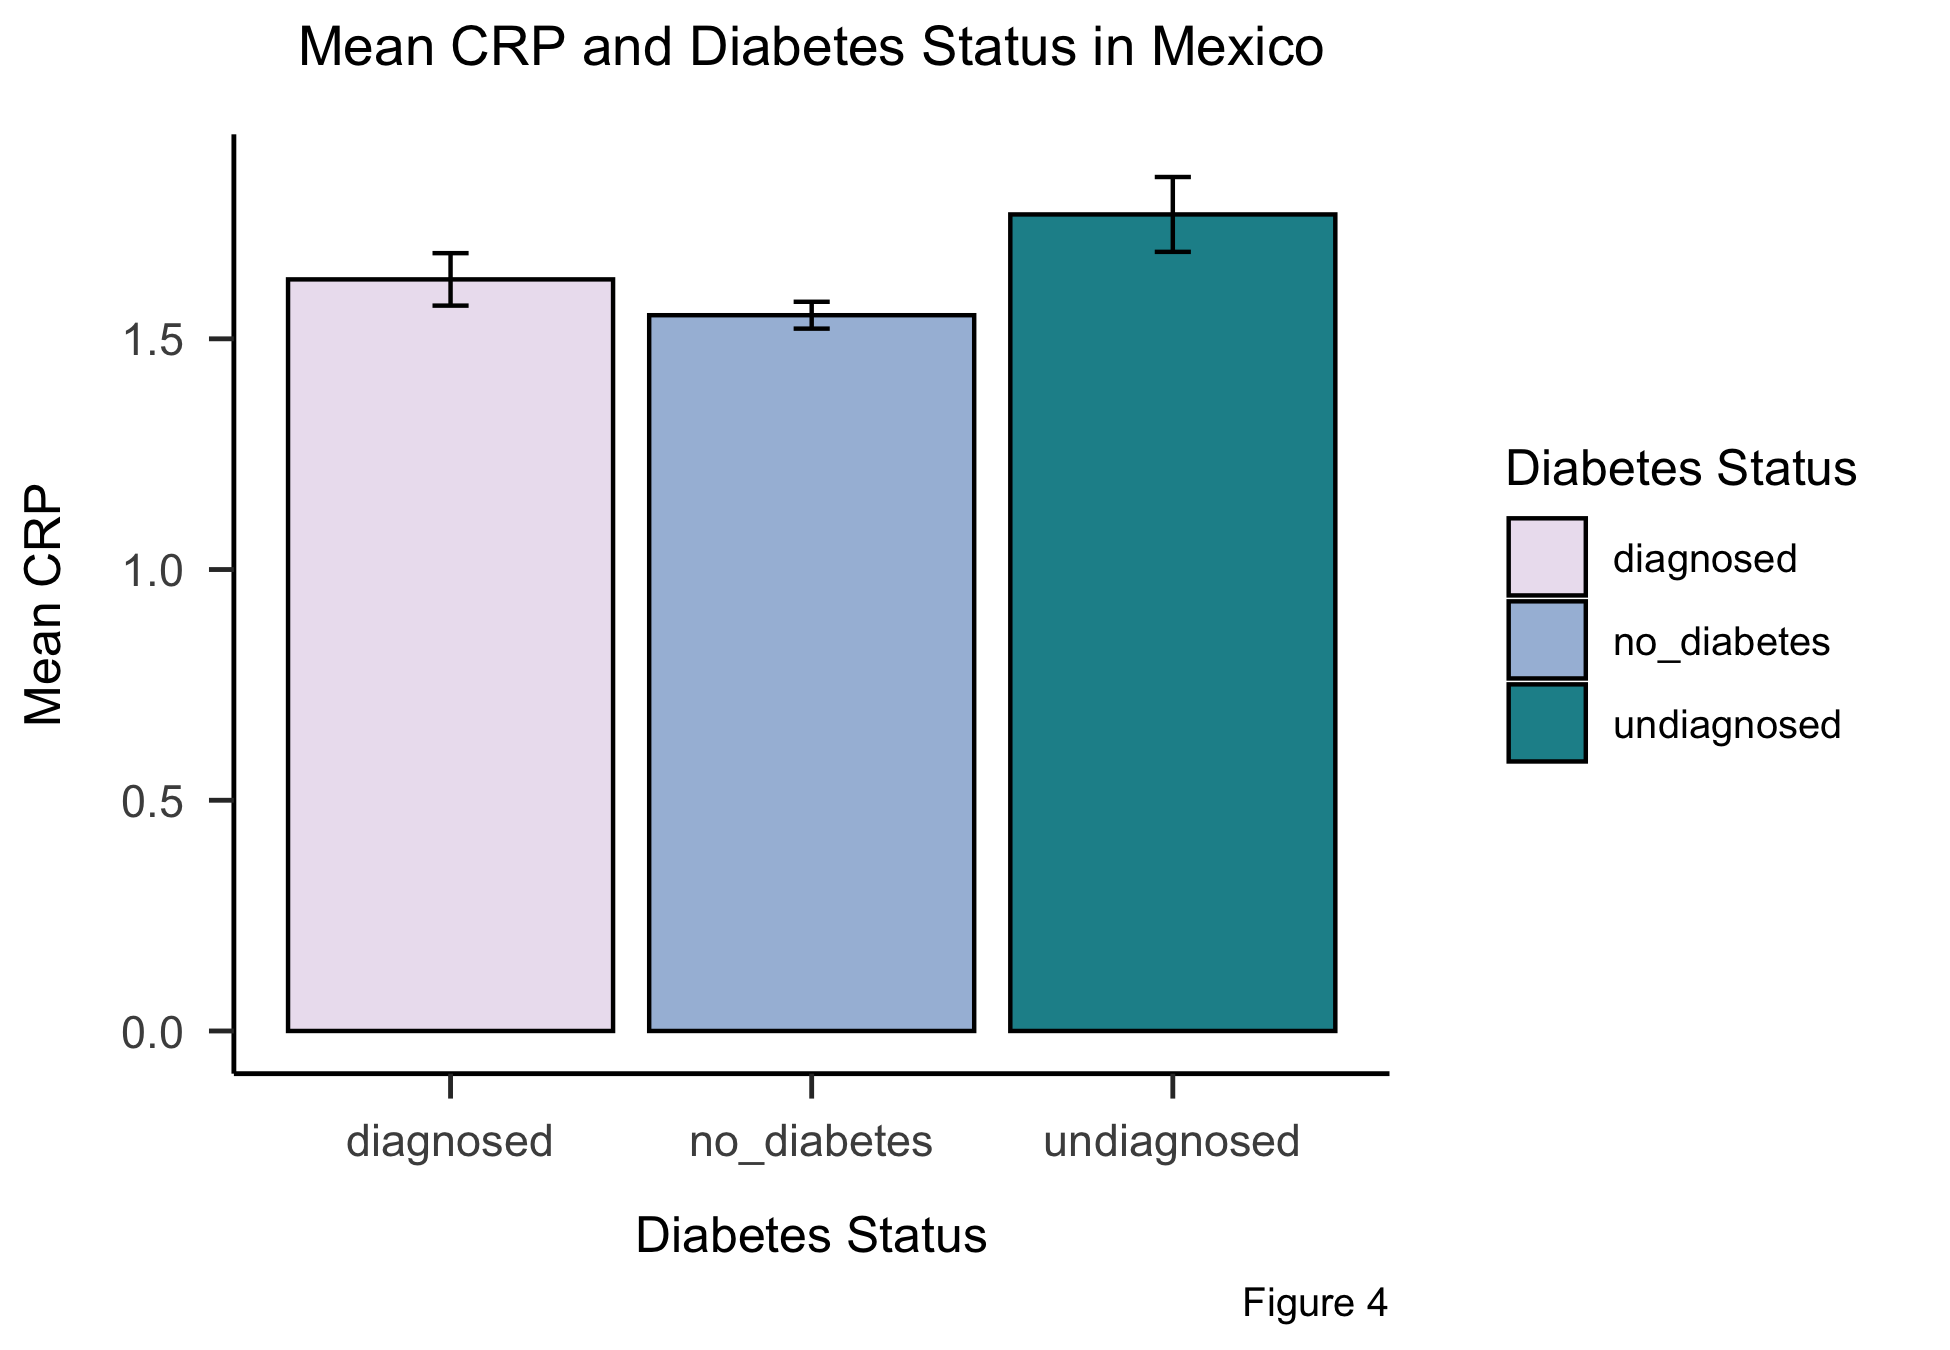 Mean CRP and Diabetes Status in Mexico
Mean CRP
1.5
1.0
0.5
0.0
diagnosed
no_diabetes
undiagnosed
Diabetes Status
Diabetes Status
diagnosed
no_diabetes
undiagnosed
Figure 4